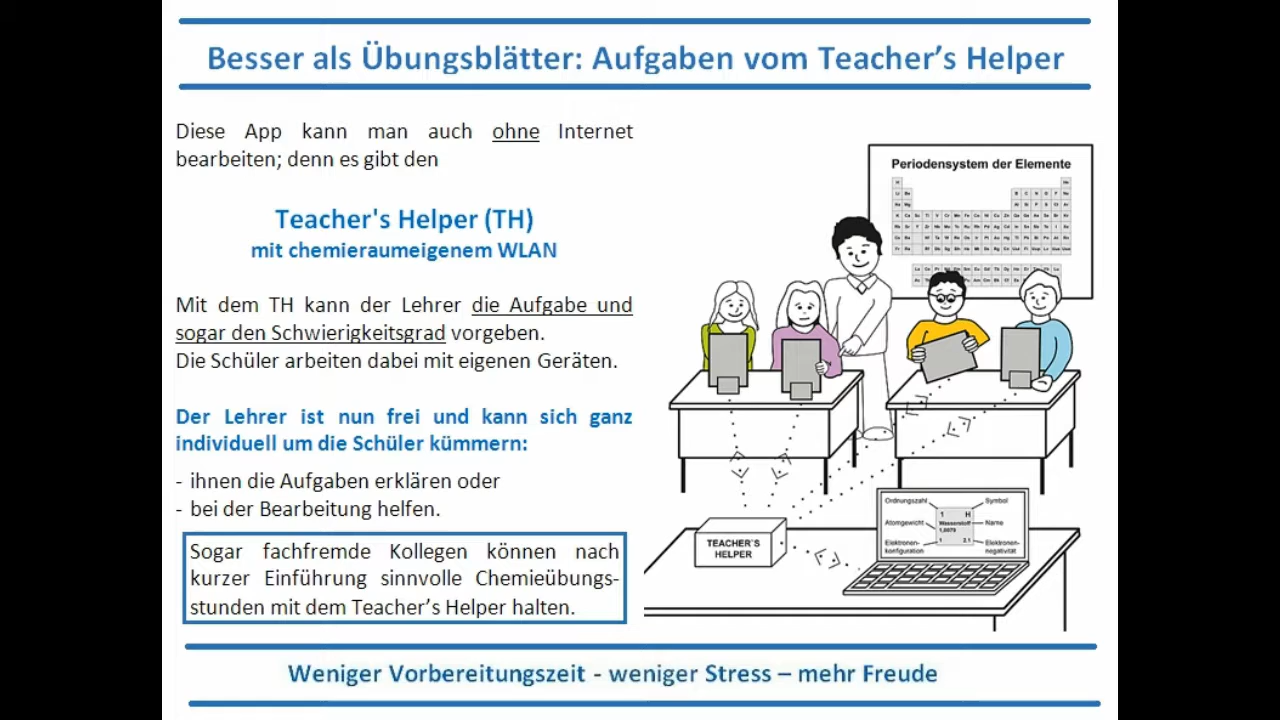 Besser als Übungsblätter: Aufgaben vom Teacher’s Helper
Diese App kann man auch ohne Internet
bearbeiten; denn es gibt den
Teacher's Helper (TH)
mit chemieraumeigenem WLAN
Mit dem TH kann der Lehrer die Aufgabe und
sogar den Schwierigkeitsgrad vorgeben.
Die Schüler arbeiten dabei mit eigenen Geräten.
Der Lehrer ist nun frei und kann sich ganz
individuell um die Schüler kümmern:
- ihnen die Aufgaben erklären oder
- bei der Bearbeitung helfen.
Sogar fachfremde Kollegen können nach
kurzer Einführung sinnvolle Chemieübungs-
stunden mit dem Teacher’s Helper halten.
Periodensystem der Elemente
TEACHER`S
HELPER
Ordnungszahl
Symbol
1 H
Atomgewicht
Wasserstoff
Name
1,0079
Elektronen-
konfiguration
1 2.1
Elektronen-
negativität
Weniger Vorbereitungszeit - weniger Stress – mehr Freude